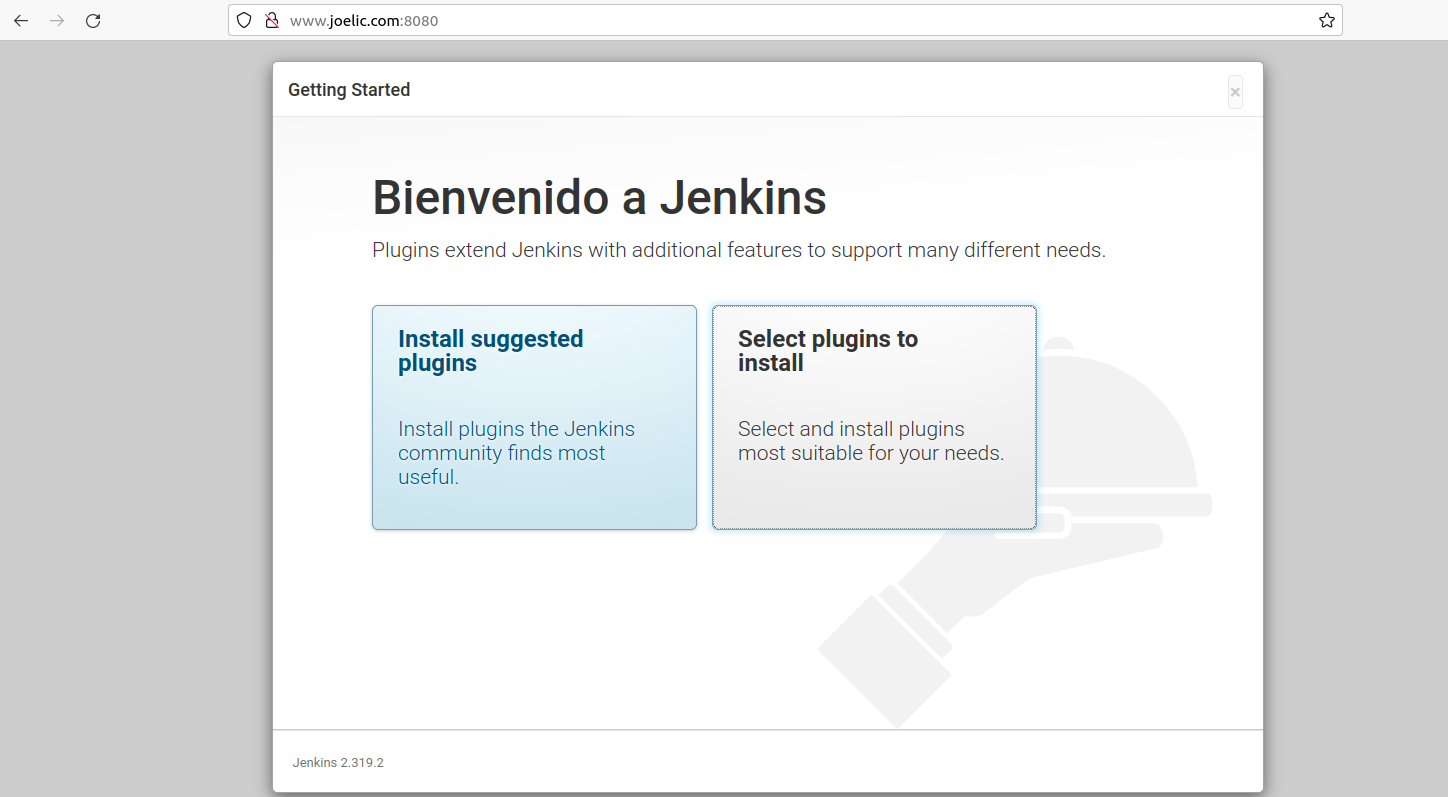 www.joelic.com:8080
Getting Started
×
Bienvenido a Jenkins
Plugins extend Jenkins with additional features to support many different needs.
Install suggested
plugins
Install plugins the Jenkins
community finds most
useful.
Select plugins to
install
Select and install plugins
most suitable for your needs.
Jenkins 2.319.2